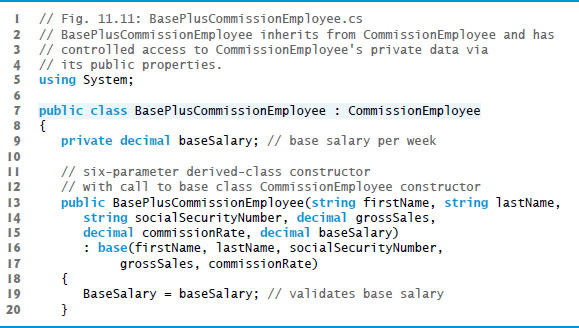 1 // Fig. 11.11: BasePlusCommissionEmployee.cs
2 // BasePlusCommissionEmployee inherits from CommissionEmployee and has
3 // controlled access to CommissionEmployee's private data via
4 // its public properties.
5 using System;
6
7 public class BasePlusCommissionEmployee : CommissionEmployee
8 {
9    private decimal baseSalary; // base salary per week
10
11    // six-parameter derived-class constructor
12    // with call to base class CommissionEmployee constructor
13    public BasePlusCommissionEmployee(string firstName, string lastName,
14       string socialSecurityNumber, decimal grossSales,
15       decimal commissionRate, decimal baseSalary)
16       : base(firstName, lastName, socialSecurityNumber,
17            grossSales, commissionRate)
18    {
19       BaseSalary = baseSalary; // validates base salary
20    }